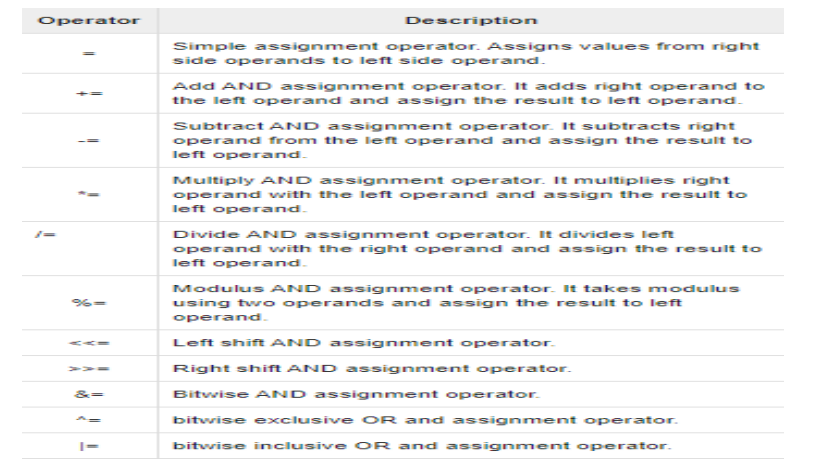 Operator Description
= Simple assignment operator. Assigns values from right
side operands to left side operand.
+= Add AND assignment operator. It adds right operand to
the left operand and assign the result to left operand.
-= Subtract AND assignment operator. It subtracts right
operand from the left operand and assign the result to
left operand.
*= Multiply AND assignment operator. It multiplies right
operand with the left operand and assign the result to
left operand.
/= Divide AND assignment operator. It divides left
operand with the right operand and assign the result to
left operand.
%= Modulus AND assignment operator. It takes modulus
using two operands and assign the result to left
operand.
<<= Left shift AND assignment operator.
>>= Right shift AND assignment operator.
&= Bitwise AND assignment operator.
^= bitwise exclusive OR and assignment operator.
|= bitwise inclusive OR and assignment operator.